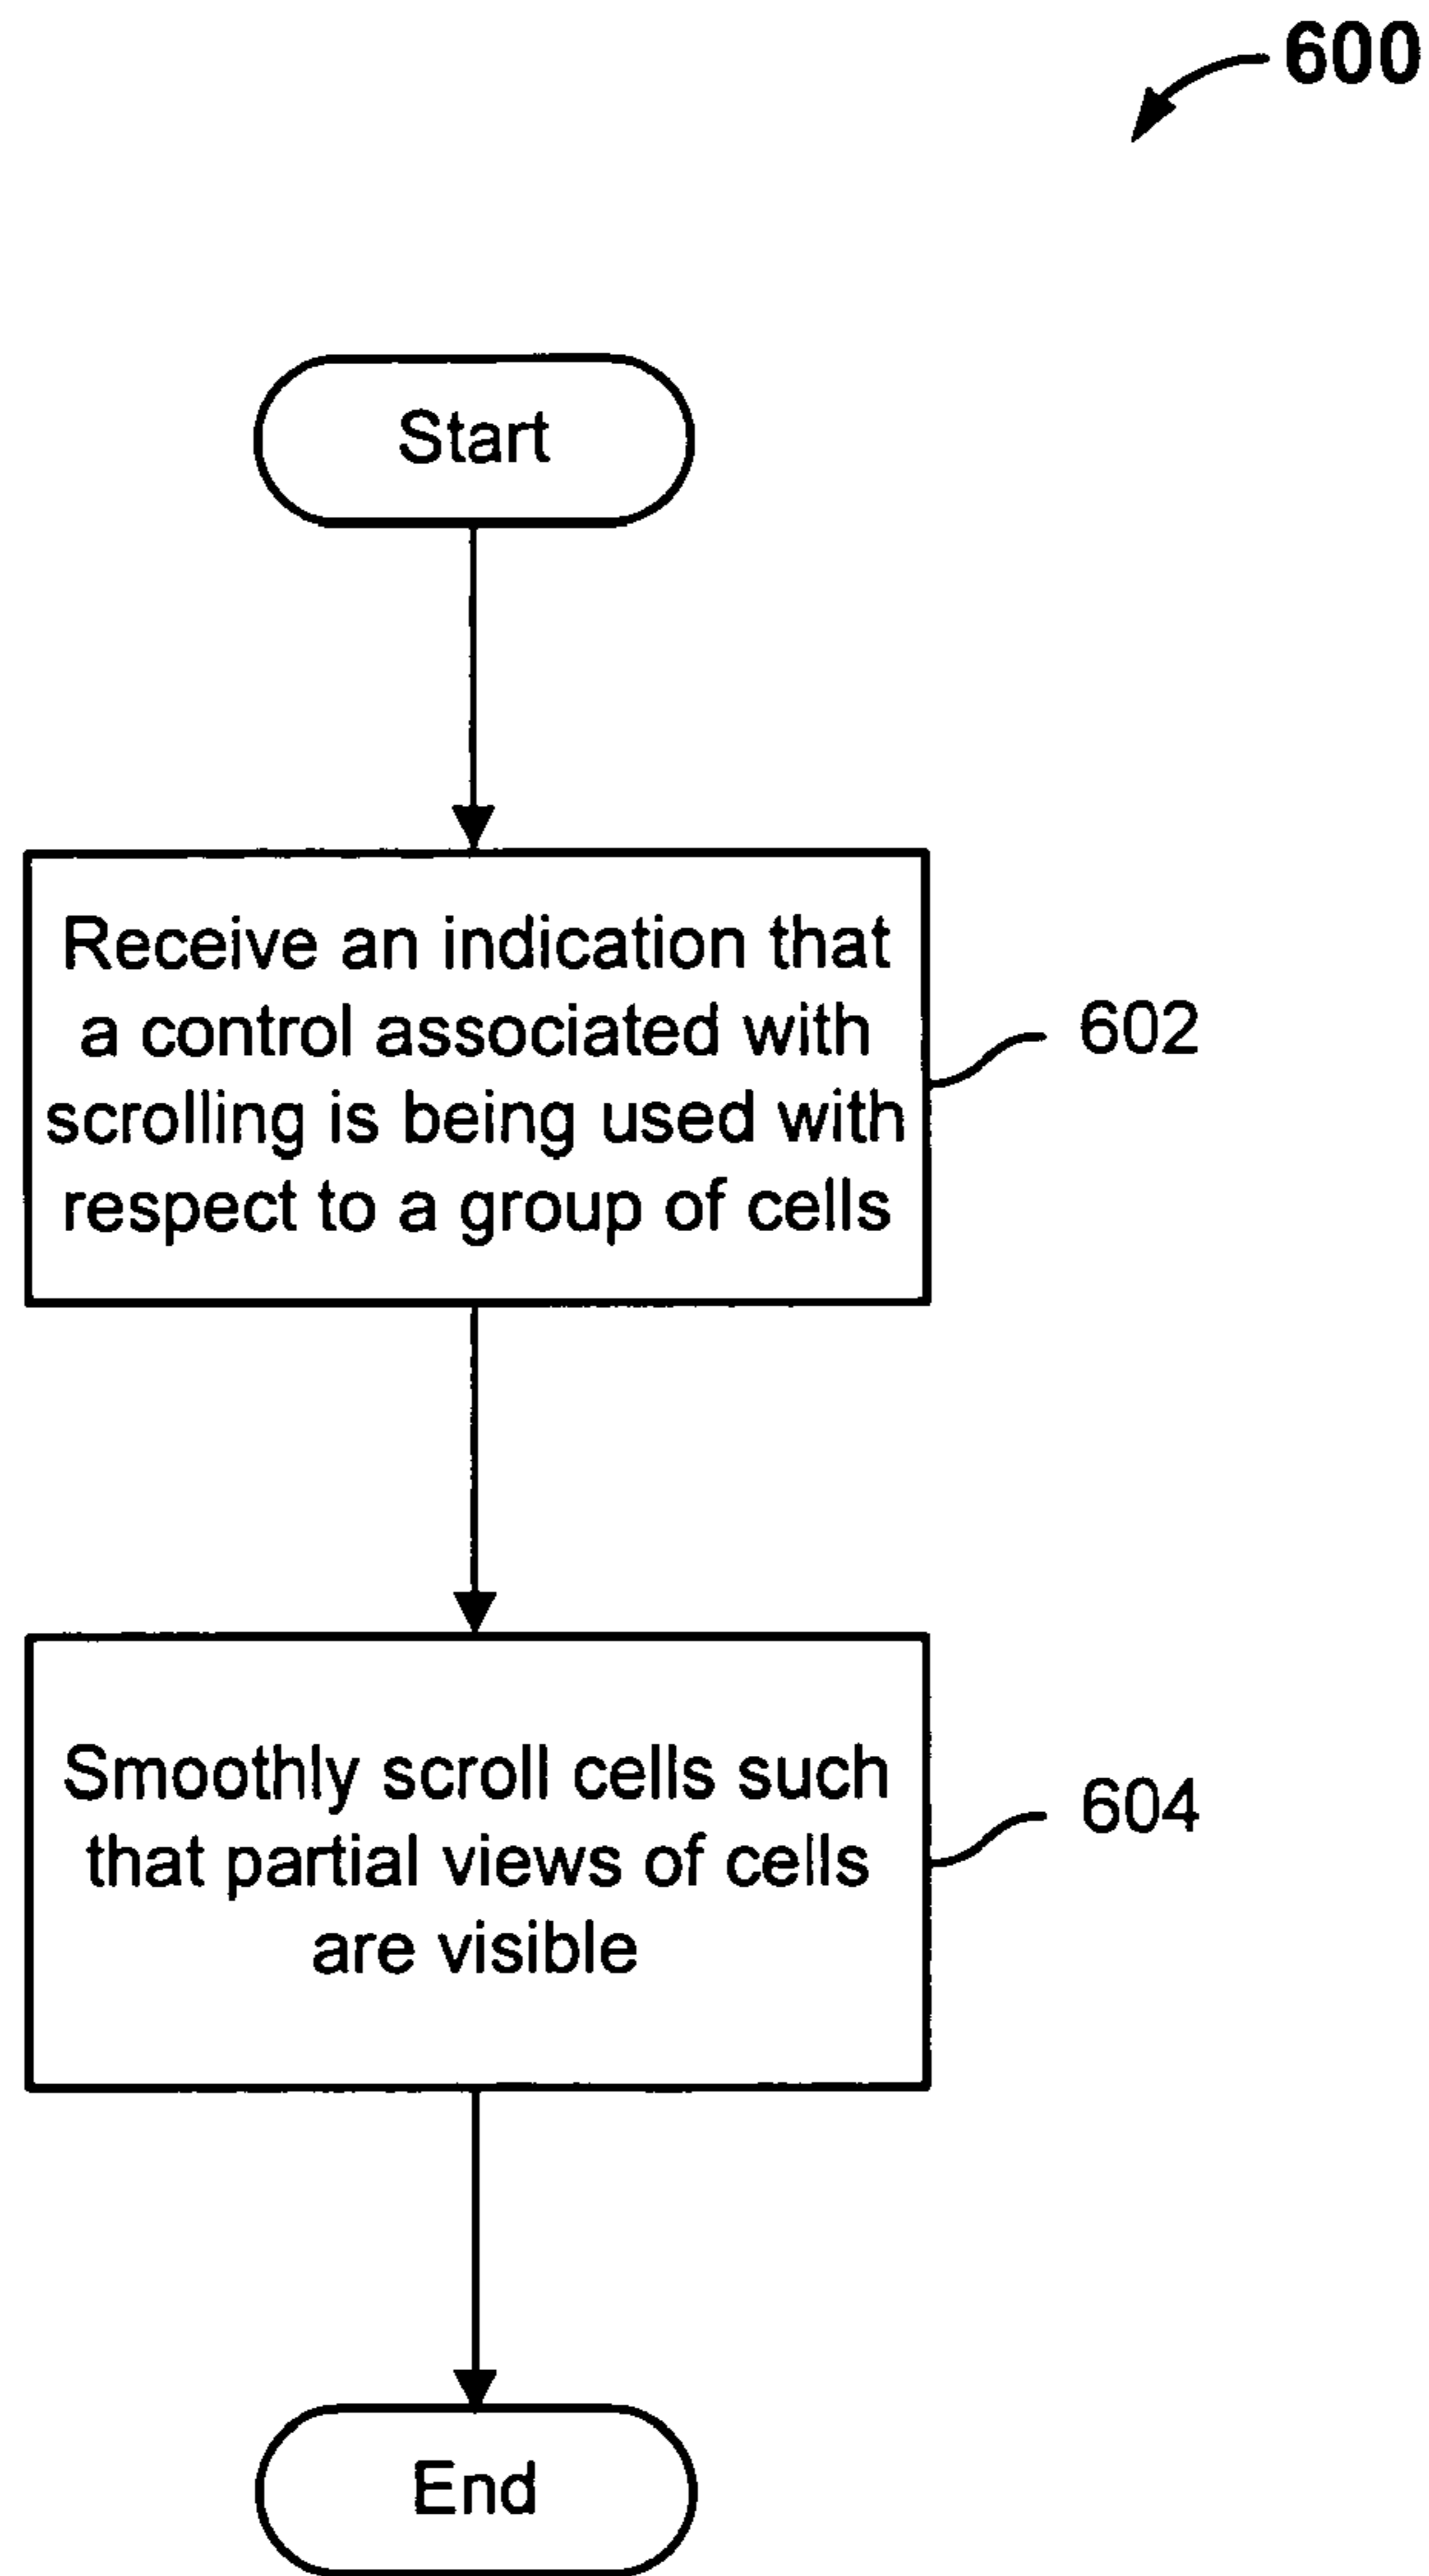 600
Start
Receive an indication that
a control associated with
scrolling is being used with
respect to a group of cells
602
Smoothly scroll cells such
that partial views of cells
are visible
604
End